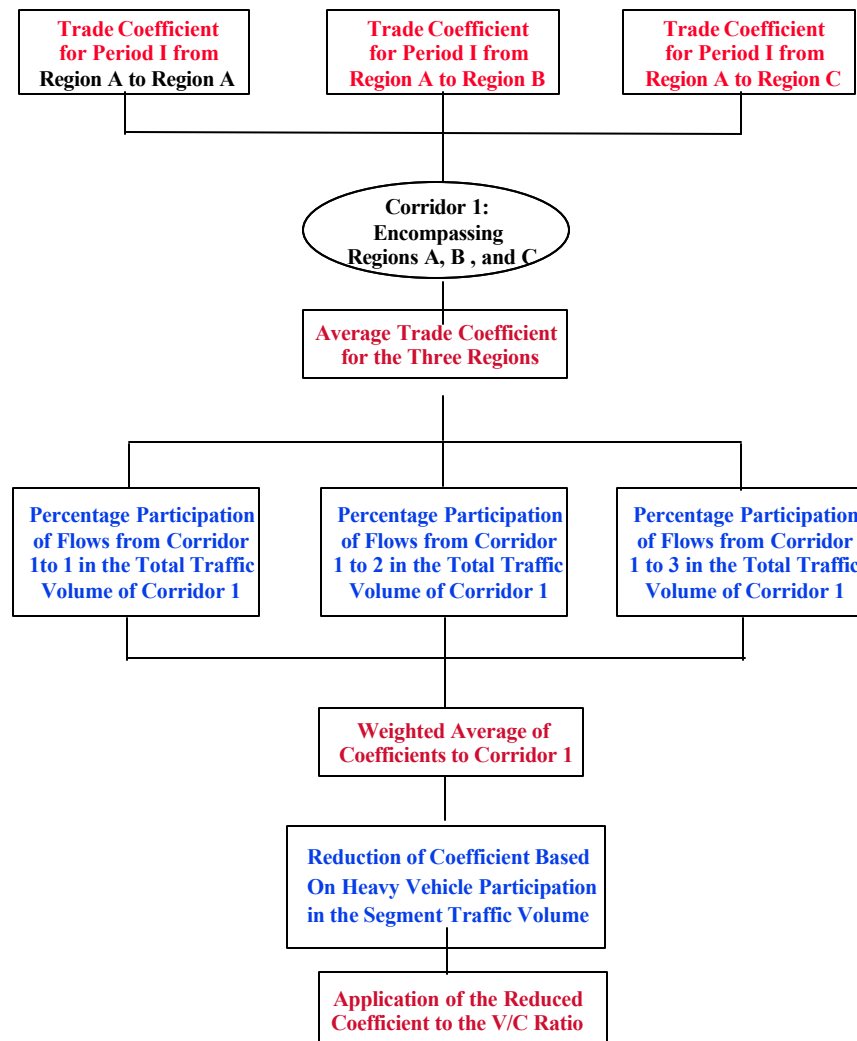 Trade Coefficient
for Period I from
Region A to Region A
Trade Coefficient
for Period I from
Region A to Region B
Trade Coefficient
for Period I from
Region A to Region C
Corridor 1:
Encompassing
Regions A, B , and C
Average Trade Coefficient
for the Three Regions
Percentage Participation
of Flows from Corridor
1to 1 in the Total Traffic
Volume of Corridor 1
Percentage Participation
of Flows from Corridor
1 to 2 in the Total Traffic
Volume of Corridor 1
Percentage Participation
of Flows from Corridor
1 to 3 in the Total Traffic
Volume of Corridor 1
Weighted Average of
Coefficients to Corridor 1
Reduction of Coefficient Based
On Heavy Vehicle Participation
in the Segment Traffic Volume
Application of the Reduced
Coefficient to the V/C Ratio